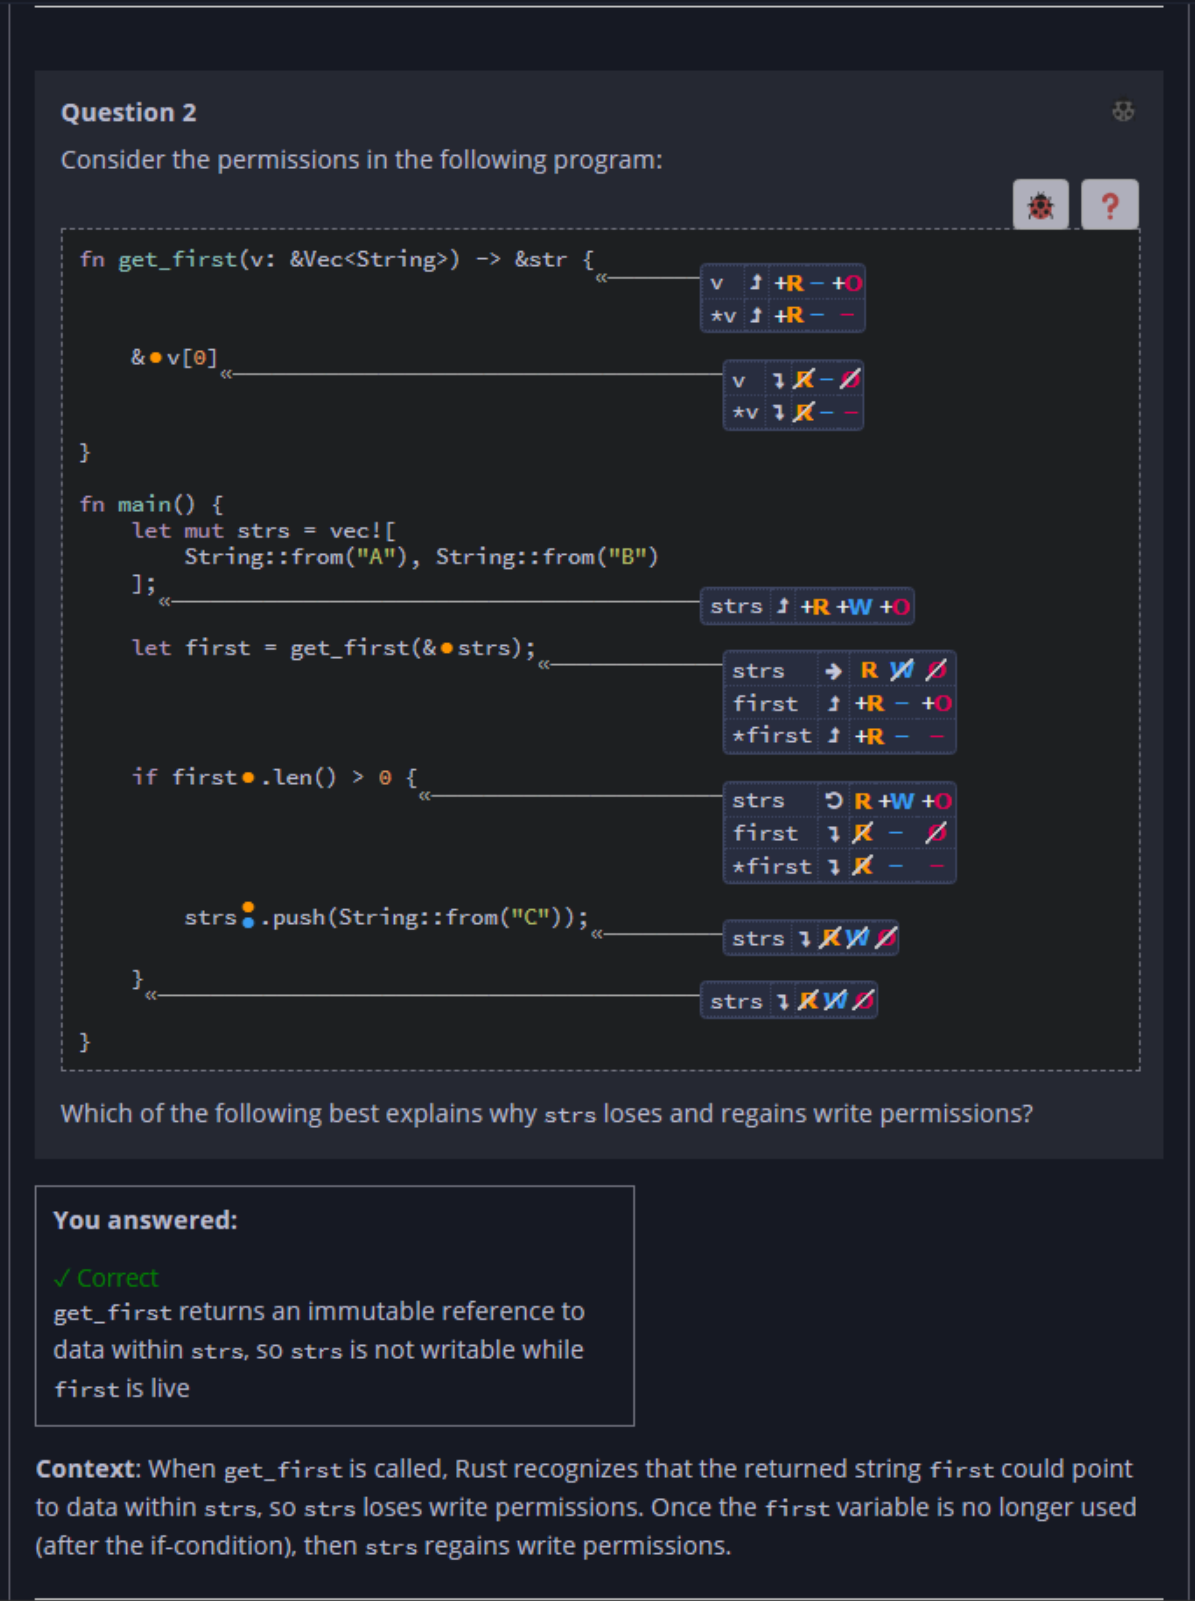 Question 2
Consider the permissions in the following program:
?
fn get_first(v: &Vec<String>) -> &str {
«
v ↥ +R - +O
*v ↥ +R - -
&●v[0]
«
v ↴ R - O
*v ↴ R - -
}
fn main() {
let mut strs = vec![
String::from("A"), String::from("B")
];
«
strs ↥ +R +W +O
let first = get_first(&●strs);
«
strs → R W O
first ↥ +R - +O
*first ↥ +R - -
if first●.len() > 0 {
«
strs ↻ R +W +O
first ↴ R - O
*first ↴ R - -
strs●●.push(String::from("C"));
«
strs ↴ R W O
}
«
strs ↴ R W O
}
Which of the following best explains why strs loses and regains write permissions?
You answered:
✓ Correct
get_first returns an immutable reference to
data within strs, so strs is not writable while
first is live
Context: When get_first is called, Rust recognizes that the returned string first could point
to data within strs, so strs loses write permissions. Once the first variable is no longer used
(after the if-condition), then strs regains write permissions.